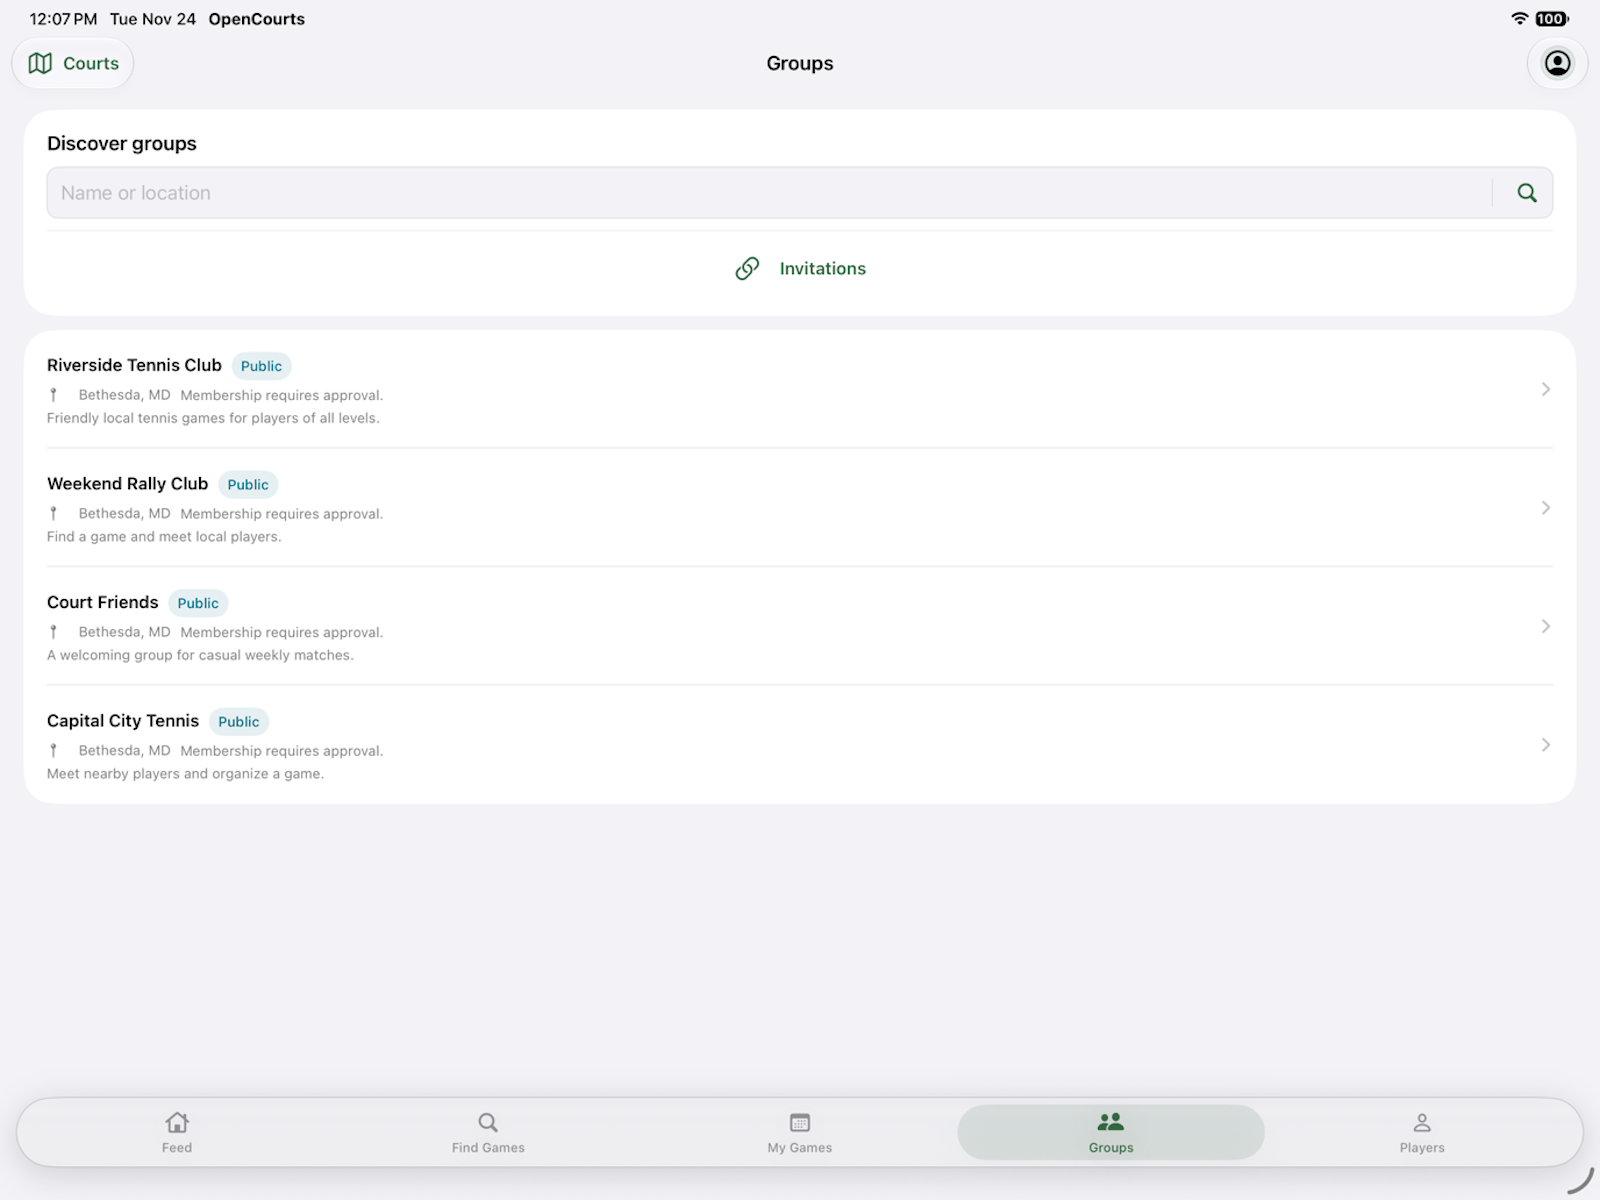 12:07 PM Tue Nov 24 OpenCourts
100
Courts
Groups
Discover groups
Name or location
Invitations
Riverside Tennis Club Public
Bethesda, MD Membership requires approval.
Friendly local tennis games for players of all levels.
Weekend Rally Club Public
Bethesda, MD Membership requires approval.
Find a game and meet local players.
Court Friends Public
Bethesda, MD Membership requires approval.
A welcoming group for casual weekly matches.
Capital City Tennis Public
Bethesda, MD Membership requires approval.
Meet nearby players and organize a game.
Feed
Find Games
My Games
Groups
Players